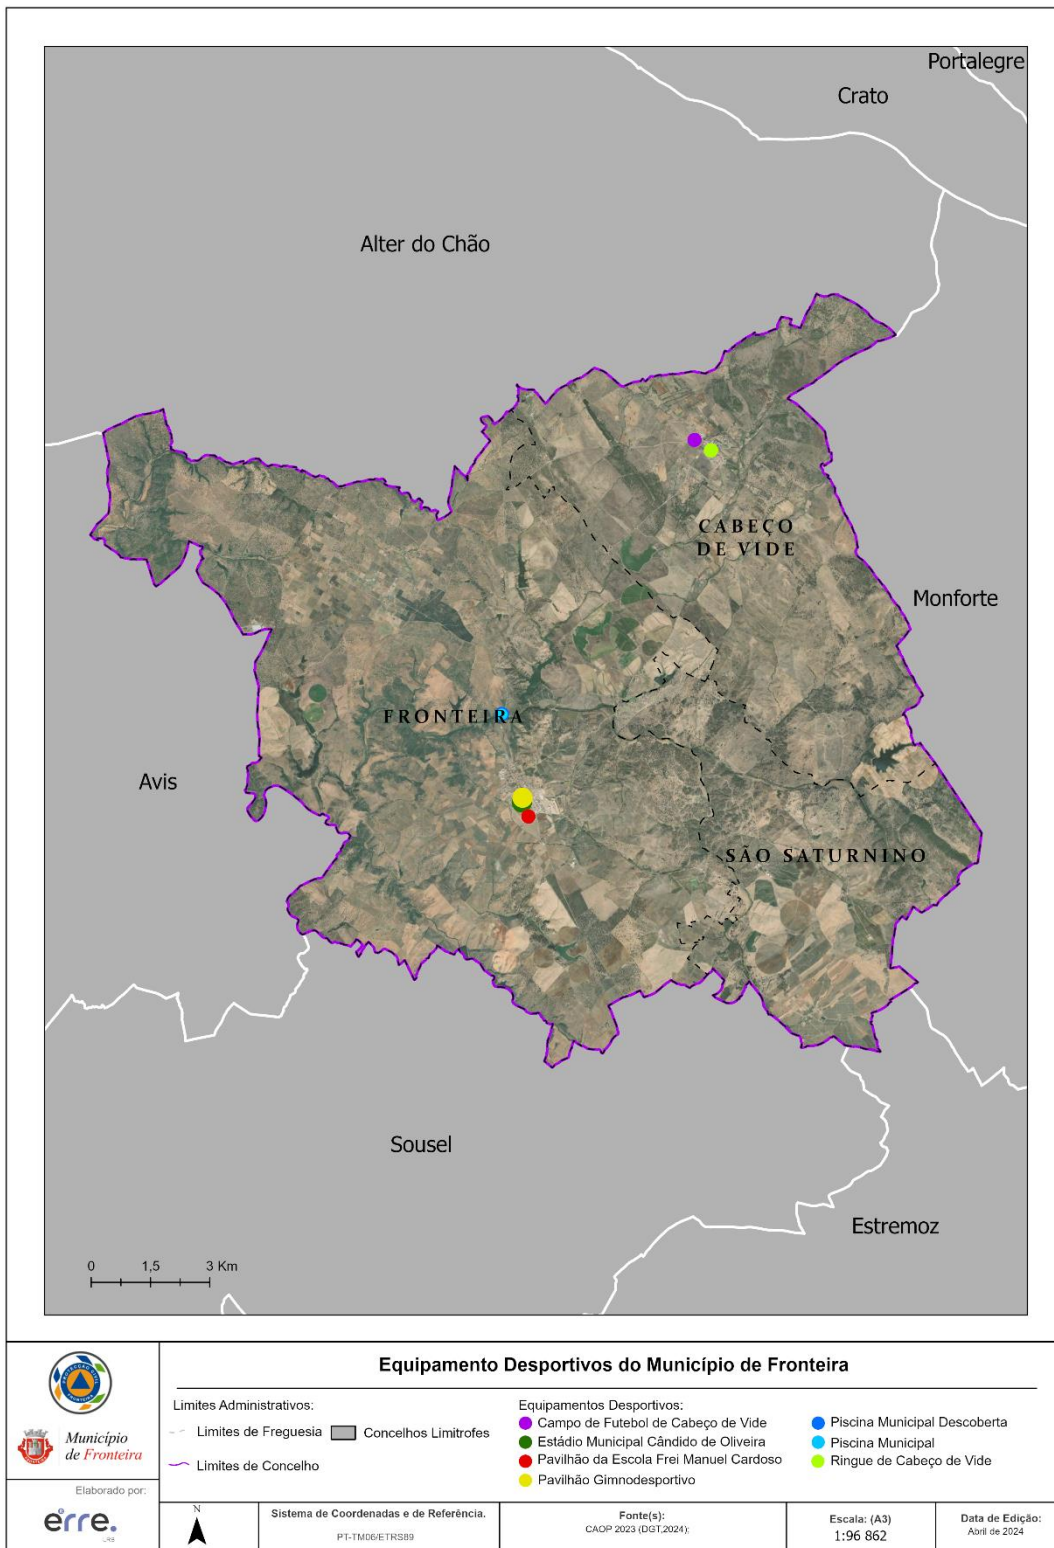 Portalegre
Crato
Alter do Chão
CABEÇO
DE VIDE
Monforte
FRONTEIRA
Avis
SÃO SATURNINO
Sousel
Estremoz
0 1,5 3 Km
Equipamento Desportivos do Município de Fronteira
Município
de Fronteira
Limites Administrativos:
Limites de Freguesia
Concelhos Limitrofes
Limites de Concelho
Equipamentos Desportivos:
Campo de Futebol de Cabeço de Vide
Estádio Municipal Cândido de Oliveira
Pavilhão da Escola Frei Manuel Cardoso
Pavilhão Gimnodesportivo
Piscina Municipal Descoberta
Piscina Municipal
Ringue de Cabeço de Vide
Elaborado por:
erre.
N
Sistema de Coordenadas e de Referência.
PT-TM06/ETRS89
Fonte(s):
CAOP 2023 (DGT,2024);
Escala: (A3)
1:96 862
Data de Edição:
Abril de 2024